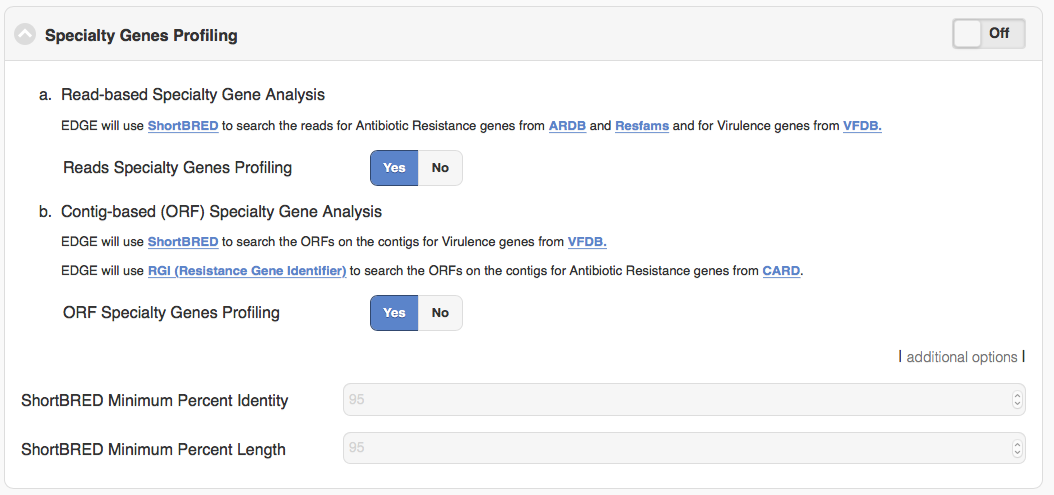 Specialty Genes Profiling Off
a. Read-based Specialty Gene Analysis
EDGE will use ShortBRED to search the reads for Antibiotic Resistance genes from ARDB and Resfams and for Virulence genes from VFDB.
Reads Specialty Genes Profiling Yes No
b. Contig-based (ORF) Specialty Gene Analysis
EDGE will use ShortBRED to search the ORFs on the contigs for Virulence genes from VFDB.
EDGE will use RGI (Resistance Gene Identifier) to search the ORFs on the contigs for Antibiotic Resistance genes from CARD.
ORF Specialty Genes Profiling Yes No
| additional options |
ShortBRED Minimum Percent Identity 95
ShortBRED Minimum Percent Length 95